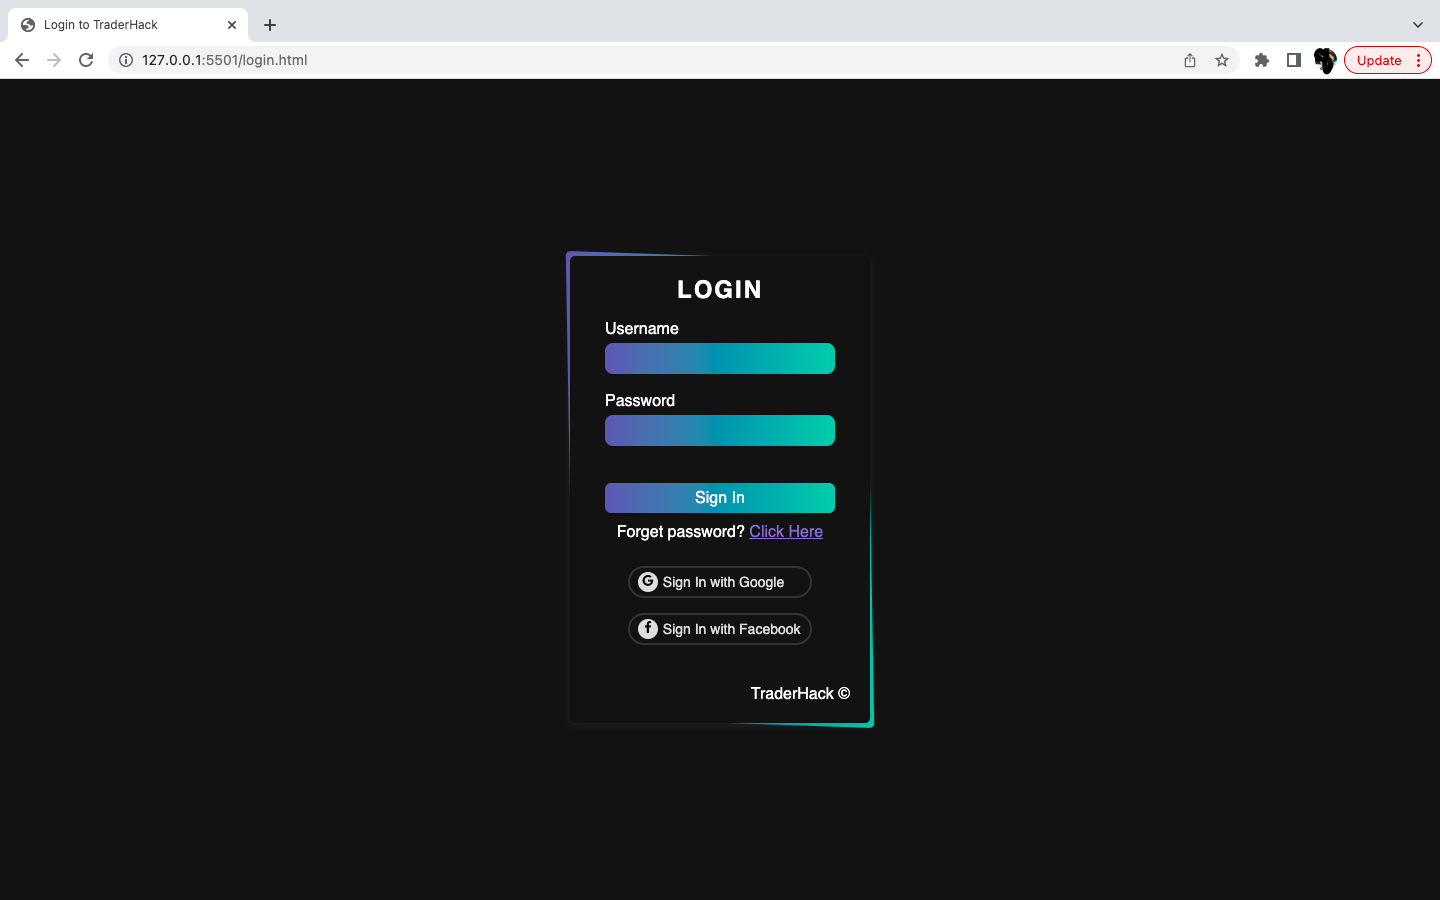 Login to TraderHack
127.0.0.1:5501/login.html
Update
LOGIN
Username
Password
Sign In
Forget password? Click Here
G Sign In with Google
f Sign In with Facebook
TraderHack ©